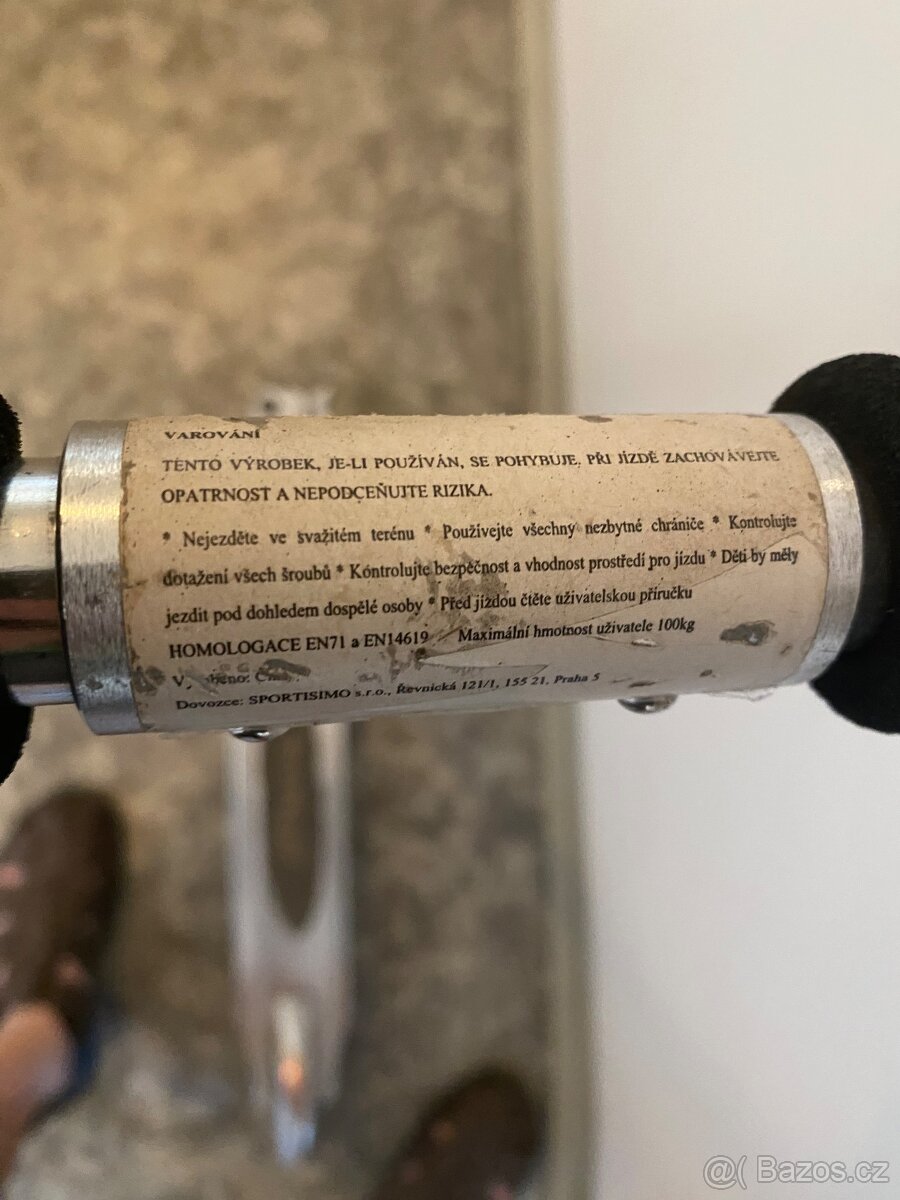 VAROVÁNÍ
TENTO VÝROBEK, JE-LI POUŽÍVÁN, SE POHYBUJE. PŘI JÍZDĚ ZACHOVÁVEJTE
OPATRNOST A NEPODCEŇUJTE RIZIKA.
* Nejezděte ve svažitém terénu * Používejte všechny nezbytné chrániče * Kontrolujte
dotažení všech šroubů * Kontrolujte bezpečnost a vhodnost prostředí pro jízdu * Děti by měly
jezdit pod dohledem dospělé osoby * Před jízdou čtěte uživatelskou příručku
HOMOLOGACE EN71 a EN14619 Maximální hmotnost uživatele 100kg
Dovozce: SPORTISIMO s.r.o., Řevnická 121/1, 155 21, Praha 5
@( Bazos.cz